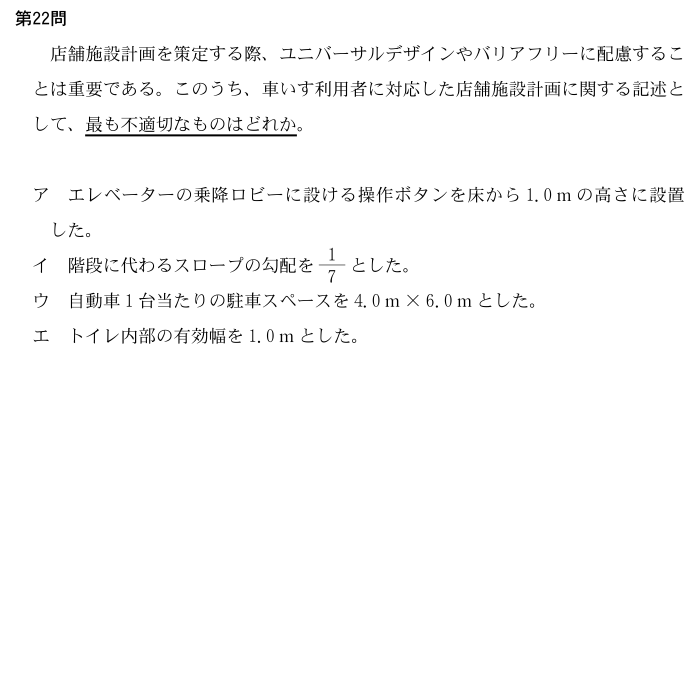 第22問
店舗施設計画を策定する際、ユニバーサルデザインやバリアフリーに配慮するこ
とは重要である。このうち、車いす利用者に対応した店舗施設計画に関する記述と
して、最も不適切なものはどれか。
ア　エレベーターの乗降ロビーに設ける操作ボタンを床から 1.0 m の高さに設置
した。
イ　階段に代わるスロープの勾配を 1/7 とした。
ウ　自動車 1 台当たりの駐車スペースを 4.0 m × 6.0 m とした。
エ　トイレ内部の有効幅を 1.0 m とした。